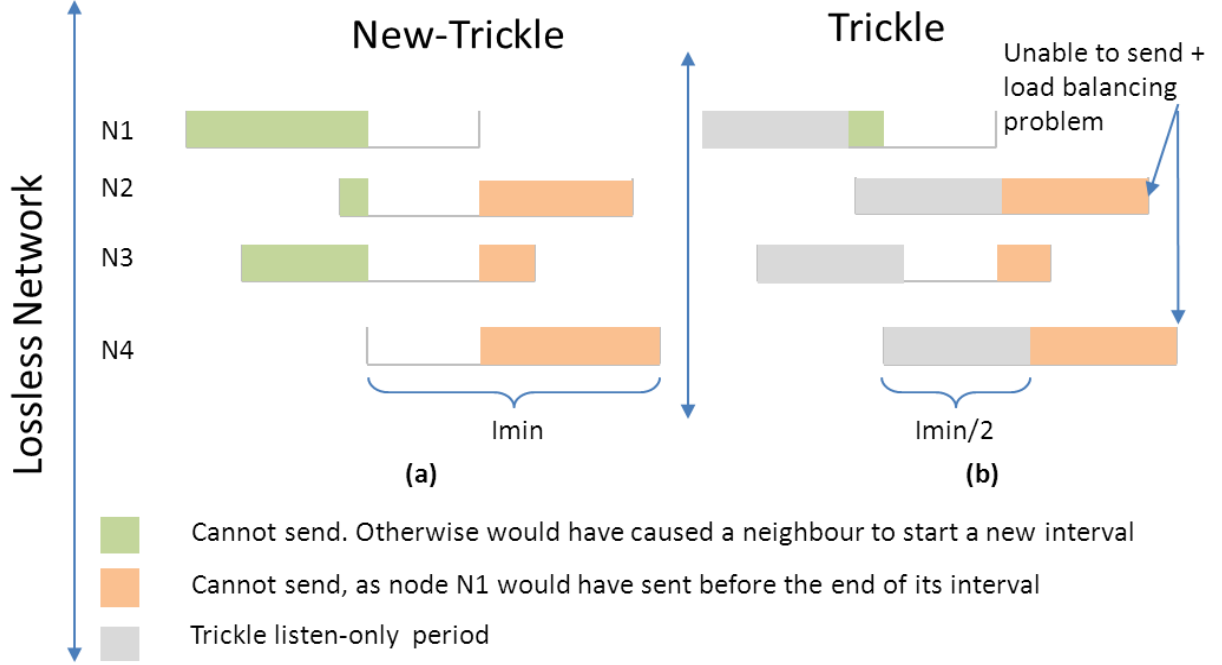 New-Trickle
Trickle
Unable to send +
load balancing
problem
Lossless Network
N1
N2
N3
N4
Imin
Imin/2
(a)
(b)
Cannot send. Otherwise would have caused a neighbour to start a new interval
Cannot send, as node N1 would have sent before the end of its interval
Trickle listen-only period